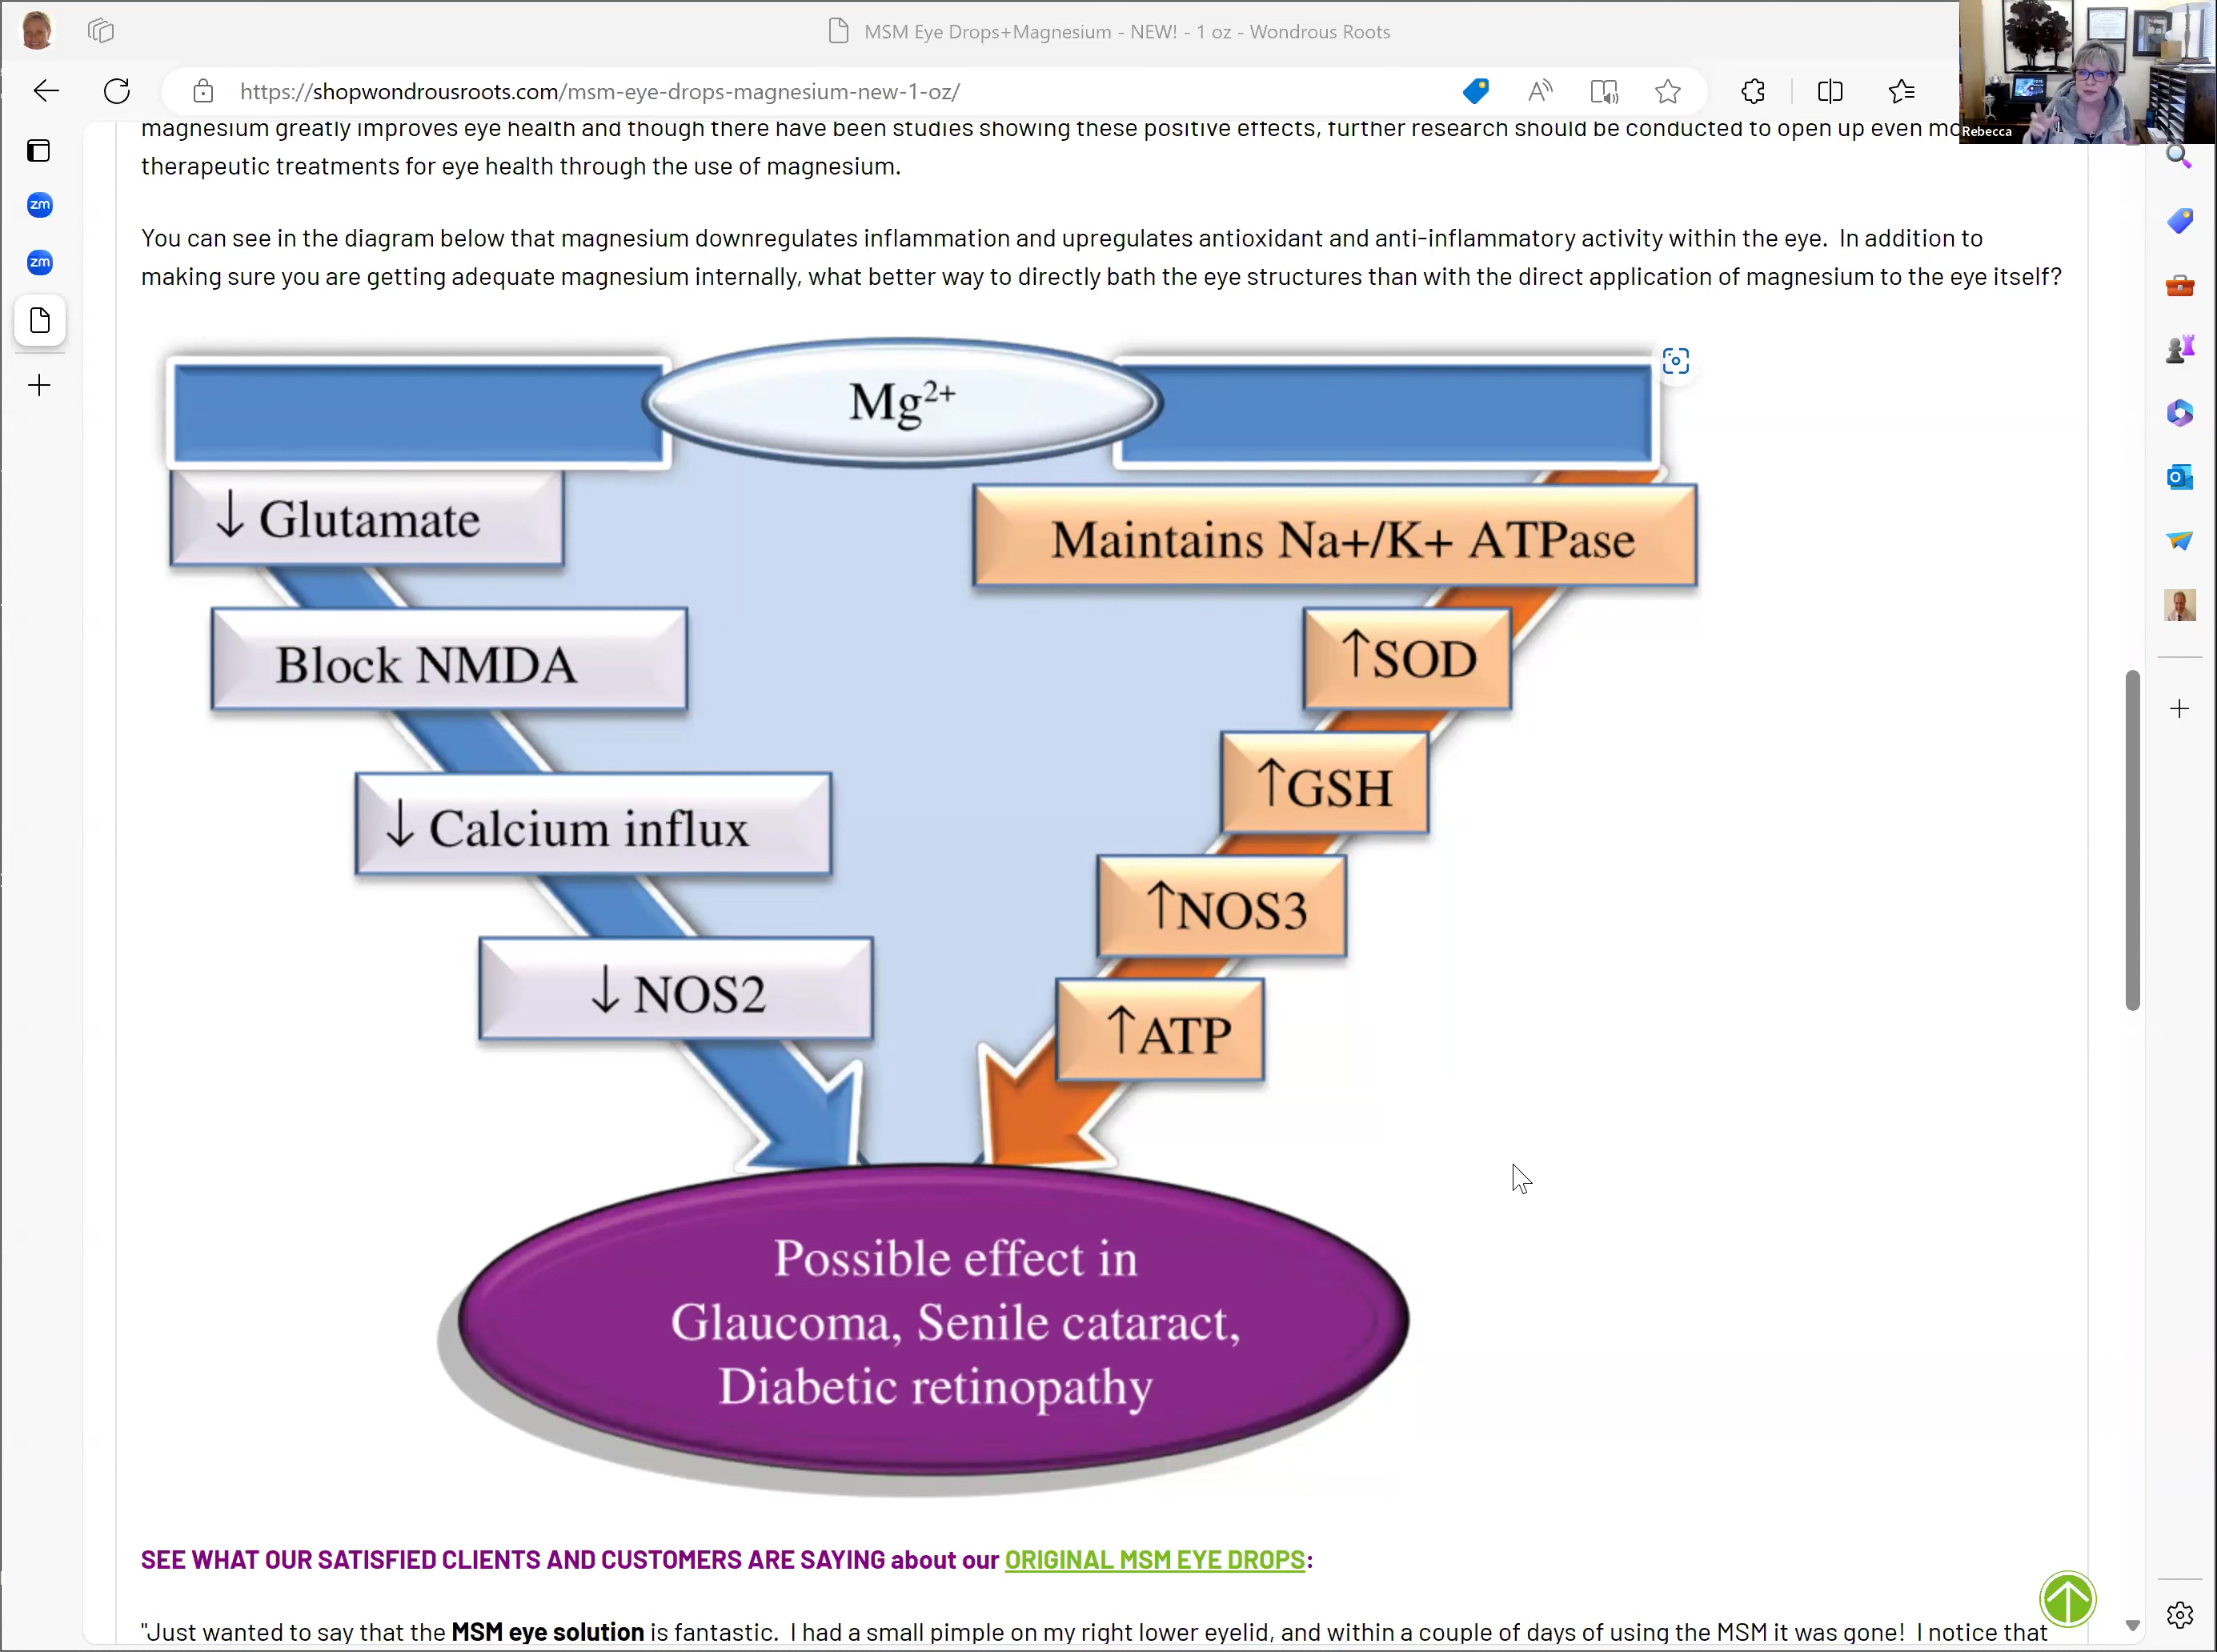 MSM Eye Drops+Magnesium - NEW! - 1 oz - Wondrous Roots
https://shopwondrousroots.com/msm-eye-drops-magnesium-new-1-oz/
Rebecca
zm
zm
magnesium greatly improves eye health and though there have been studies showing these positive effects, further research should be conducted to open up even mo
therapeutic treatments for eye health through the use of magnesium.
You can see in the diagram below that magnesium downregulates inflammation and upregulates antioxidant and anti-inflammatory activity within the eye. In addition to
making sure you are getting adequate magnesium internally, what better way to directly bath the eye structures than with the direct application of magnesium to the eye itself?
Mg²⁺
↓ Glutamate
Block NMDA
↓ Calcium influx
↓ NOS2
Maintains Na+/K+ ATPase
↑SOD
↑GSH
↑NOS3
↑ATP
Possible effect in
Glaucoma, Senile cataract,
Diabetic retinopathy
SEE WHAT OUR SATISFIED CLIENTS AND CUSTOMERS ARE SAYING about our ORIGINAL MSM EYE DROPS:
"Just wanted to say that the MSM eye solution is fantastic. I had a small pimple on my right lower eyelid, and within a couple of days of using the MSM it was gone! I notice that